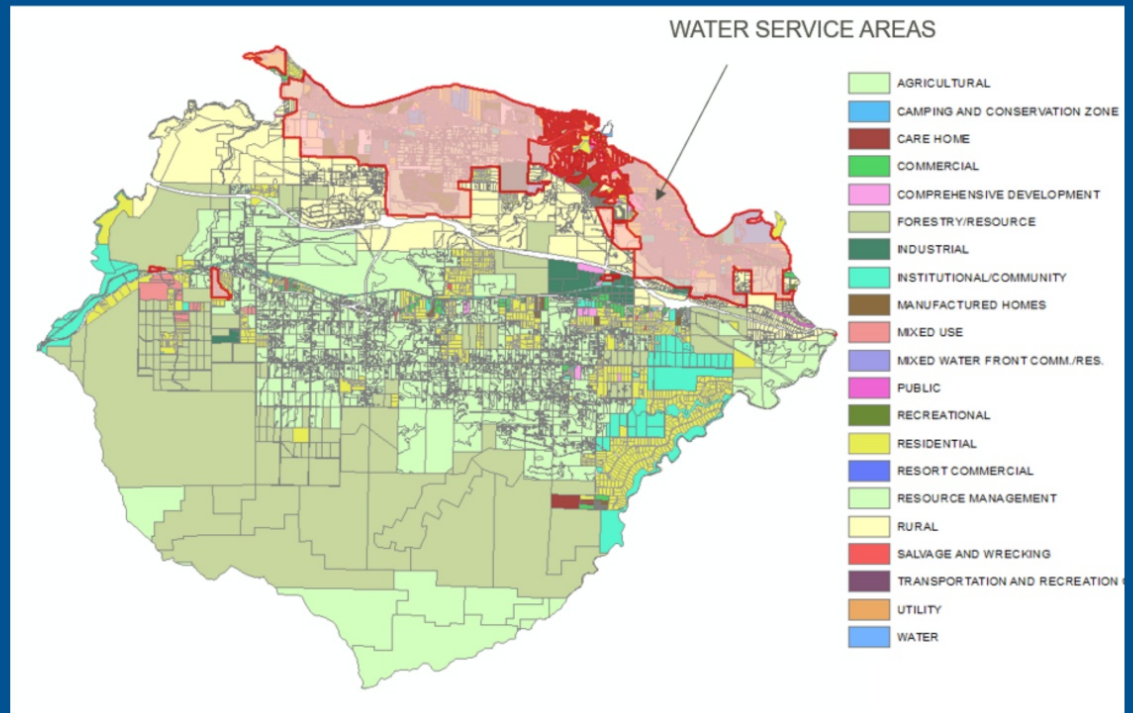 WATER SERVICE AREAS
AGRICULTURAL
CAMPING AND CONSERVATION ZONE
CARE HOME
COMMERCIAL
COMPREHENSIVE DEVELOPMENT
FORESTRY/RESOURCE
INDUSTRIAL
INSTITUTIONAL/COMMUNITY
MANUFACTURED HOMES
MIXED USE
MIXED WATER FRONT COMM./RES.
PUBLIC
RECREATIONAL
RESIDENTIAL
RESORT COMMERCIAL
RESOURCE MANAGEMENT
RURAL
SALVAGE AND WRECKING
TRANSPORTATION AND RECREATION
UTILITY
WATER